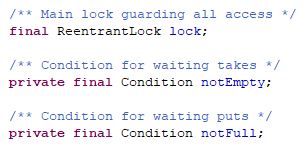 /** Main lock guarding all access */
final ReentrantLock lock;
/** Condition for waiting takes */
private final Condition notEmpty;
/** Condition for waiting puts */
private final Condition notFull;